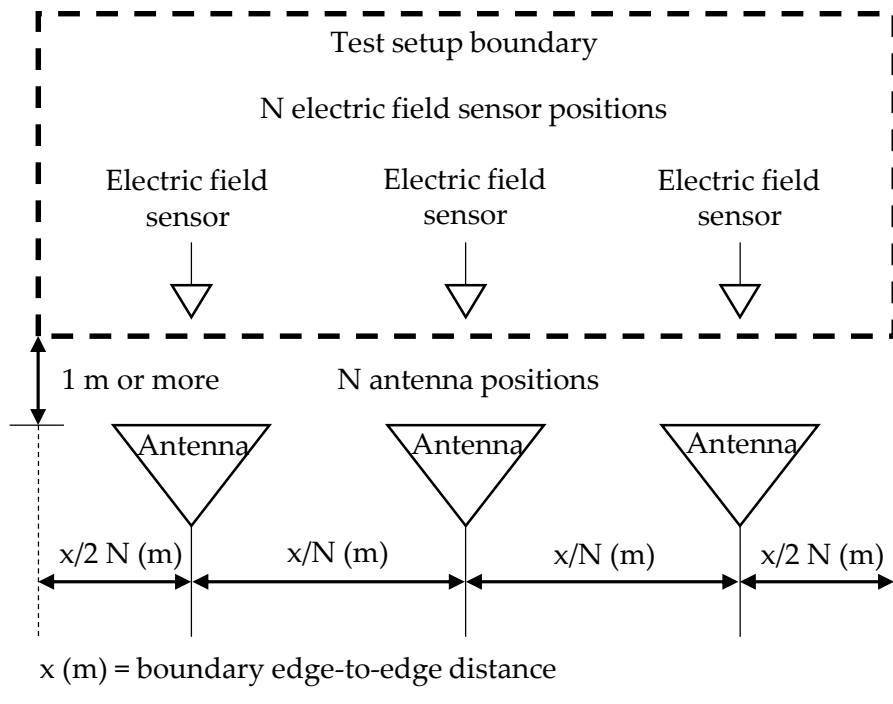 Test setup boundary
N electric field sensor positions
Electric field
sensor
Electric field
sensor
Electric field
sensor
1 m or more
N antenna positions
Antenna
Antenna
Antenna
x/2 N (m)
x/N (m)
x/N (m)
x/2 N (m)
x (m) = boundary edge-to-edge distance